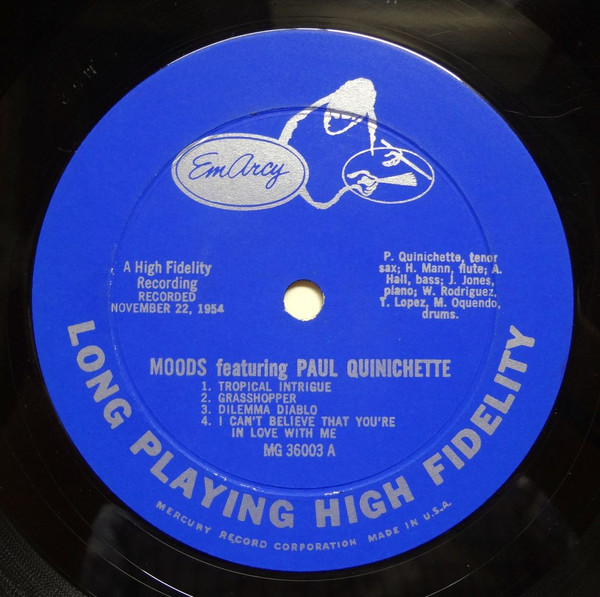 EmArcy
A High Fidelity
Recording
RECORDED
NOVEMBER 22, 1954
P. Quinichette, tenor
sax; H. Mann, flute; A.
Hall, bass; J. Jones,
piano; W. Rodriguez,
T. Lopez, M. Oquendo,
drums.
MOODS featuring PAUL QUINICHETTE
1. TROPICAL INTRIGUE
2. GRASSHOPPER
3. DILEMMA DIABLO
4. I CAN'T BELIEVE THAT YOU'RE
IN LOVE WITH ME
MG 36003 A
LONG PLAYING HIGH FIDELITY
MERCURY RECORD CORPORATION MADE IN U.S.A.